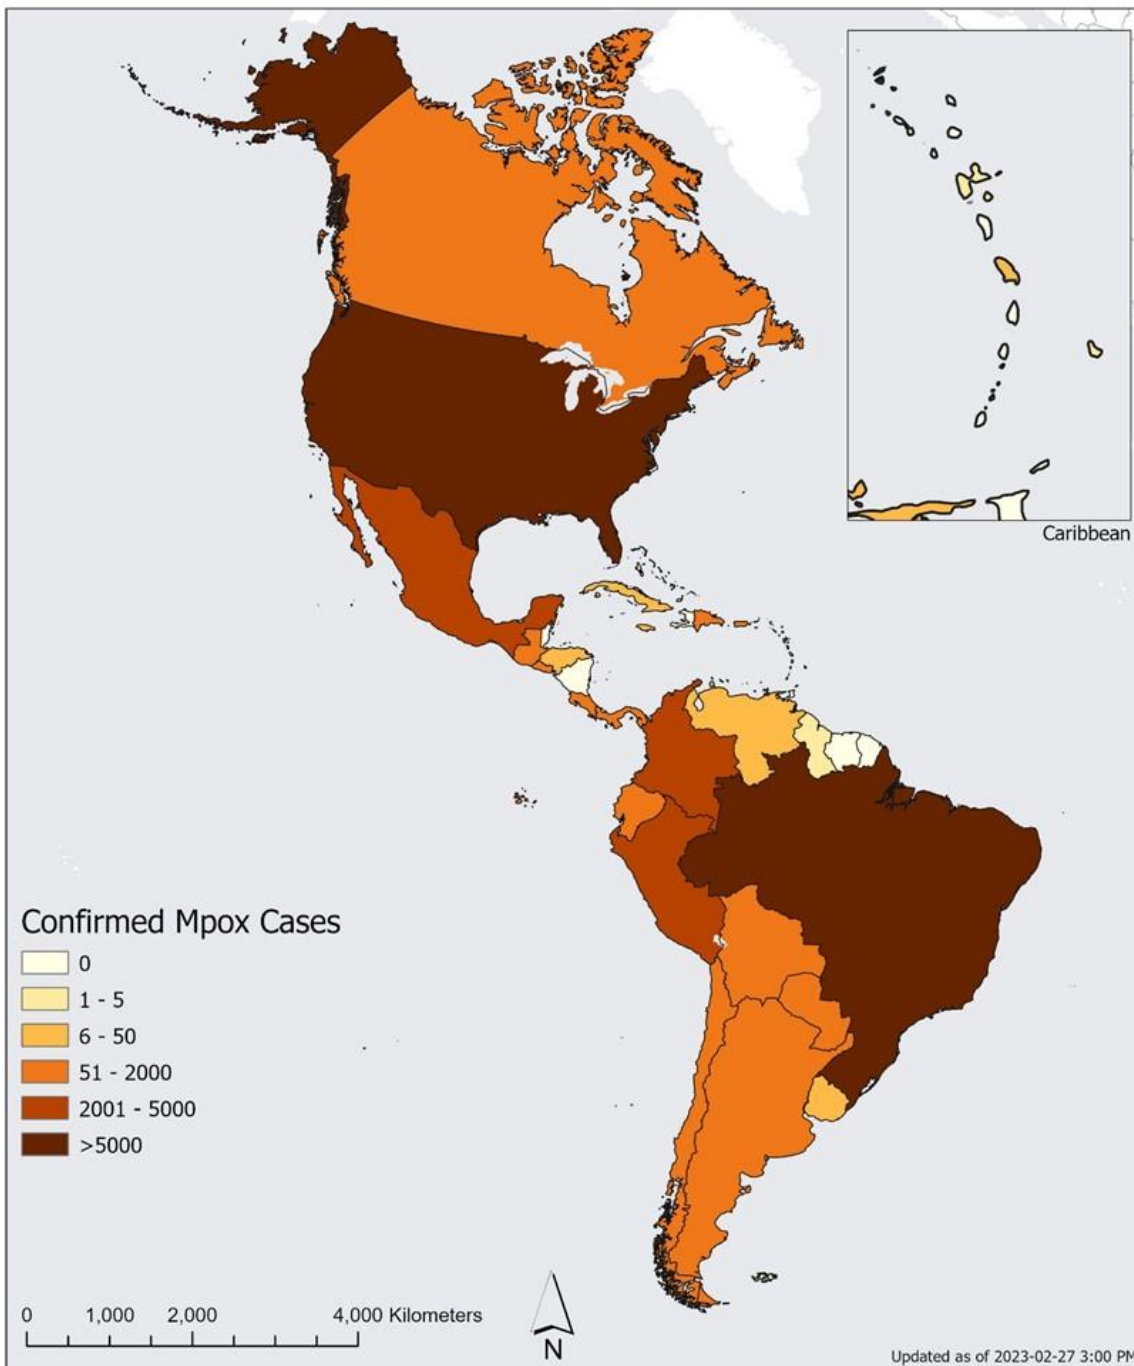 Caribbean
Confirmed Mpox Cases
0
1 - 5
6 - 50
51 - 2000
2001 - 5000
>5000
0 1,000 2,000 4,000 Kilometers
N
Updated as of 2023-02-27 3:00 PM